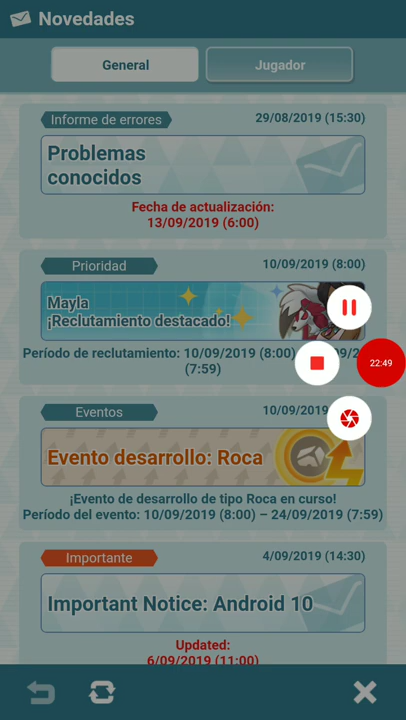 Novedades
General
Jugador
Informe de errores
29/08/2019 (15:30)
Problemas
conocidos
Fecha de actualización:
13/09/2019 (6:00)
Prioridad
10/09/2019 (8:00)
Mayla
¡Reclutamiento destacado!
Período de reclutamiento: 10/09/2019 (8:00)
(7:59)
22:49
Eventos
10/09/2019
Evento desarrollo: Roca
¡Evento de desarrollo de tipo Roca en curso!
Período del evento: 10/09/2019 (8:00) – 24/09/2019 (7:59)
Importante
4/09/2019 (14:30)
Important Notice: Android 10
Updated:
6/09/2019 (11:00)